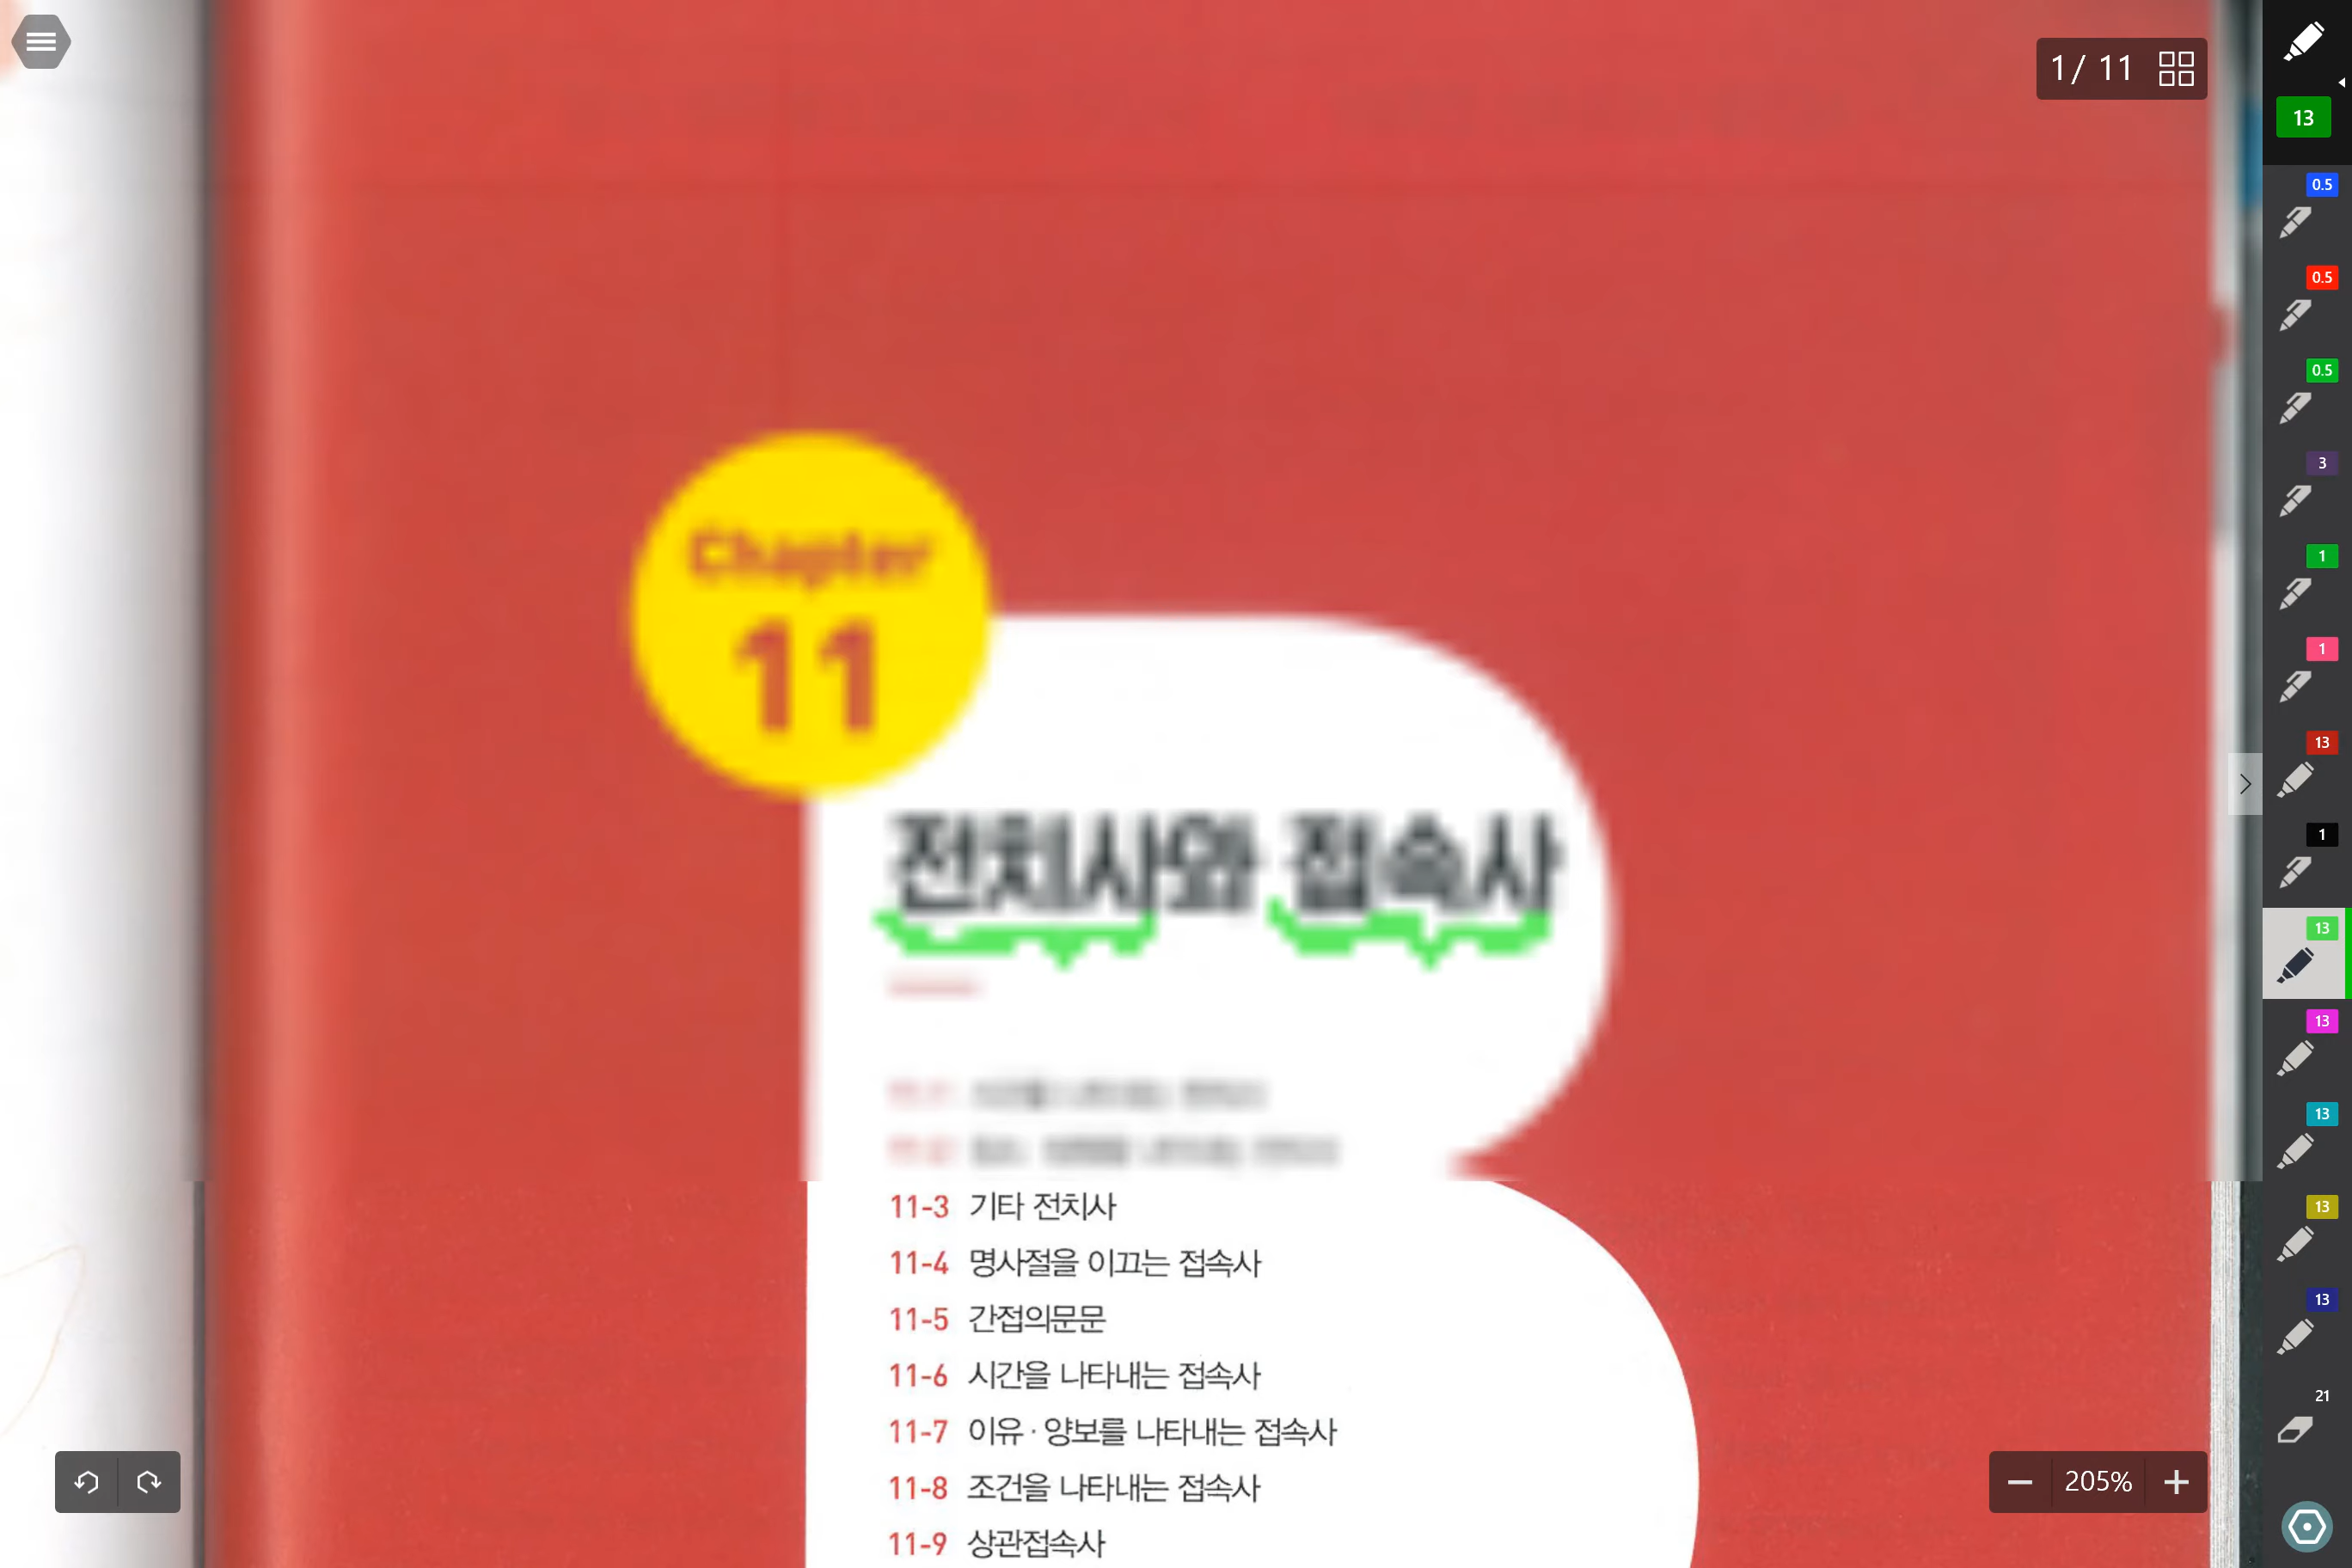 1/ 11
13
0.5
0.5
0.5
3
1
1
13
1
13
13
13
13
13
21
Chapter
11
전치사와 접속사
11-3 기타 전치사
11-4 명사절을 이끄는 접속사
11-5 간접의문문
11-6 시간을 나타내는 접속사
11-7 이유·양보를 나타내는 접속사
11-8 조건을 나타내는 접속사
11-9 상관접속사
205%